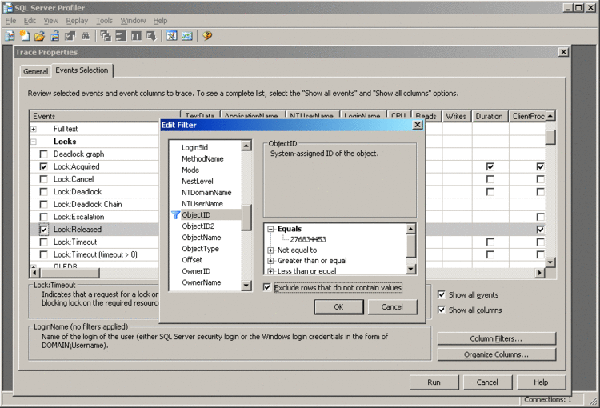 SQL Server Profiler
File Edit View Replay Tools Window Help
Trace Properties
General Events Selection
Review selected events and event columns to trace. To see a complete list, select the "Show all events" and "Show all columns" options.
Events TextData ApplicationName NTUserName LoginName CPU Reads Writes Duration ClientProc
Full text
Locks
Deadlock graph
Lock:Acquired
Lock:Cancel
Lock:Deadlock
Lock:Deadlock Chain
Lock:Escalation
Lock:Released
Lock:Timeout
Lock:Timeout (timeout > 0)
OLEDB
Edit Filter
LoginSid
MethodName
Mode
NestLevel
NTDomainName
NTUserName
ObjectID
ObjectID2
ObjectName
ObjectType
Offset
OwnerID
OwnerName
ObjectID
System-assigned ID of the object.
Equals
Not equal to
Greater than or equal
Less than or equal
Exclude rows that do not contain values
OK Cancel
Lock:Timeout
Indicates that a request for a lock on
blocking lock on the required resource
Show all events
Show all columns
LoginName (no filters applied)
Name of the login of the user (either SQL Server security login or the Windows login credentials in the form of
DOMAIN\Username).
Column Filters...
Organize Columns...
Run Cancel Help
Connections: